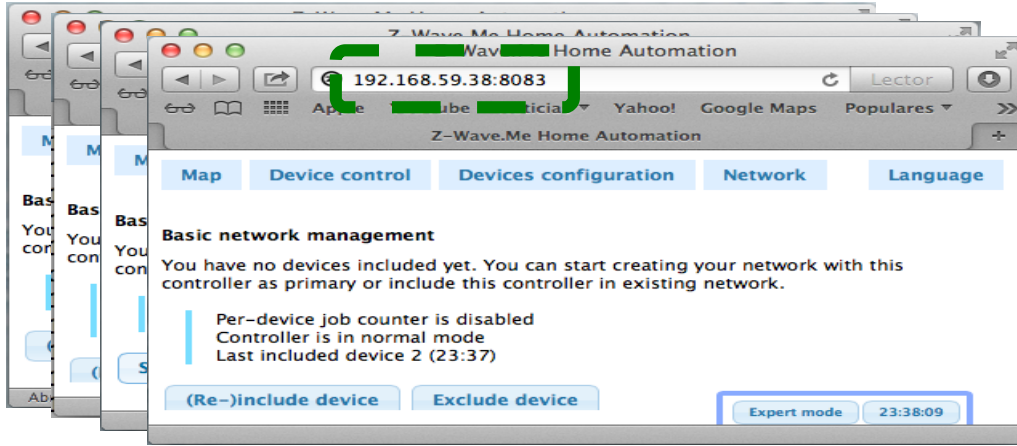 Z-Wave.Me Home Automation
192.168.59.38:8083
Lector
Apple
Yahoo!
Google Maps
Populares
Z-Wave.Me Home Automation
Map
Device control
Devices configuration
Network
Language
Basic network management
You have no devices included yet. You can start creating your network with this
controller as primary or include this controller in existing network.
Per-device job counter is disabled
Controller is in normal mode
Last included device 2 (23:37)
(Re-)include device
Exclude device
Expert mode
23:38:09